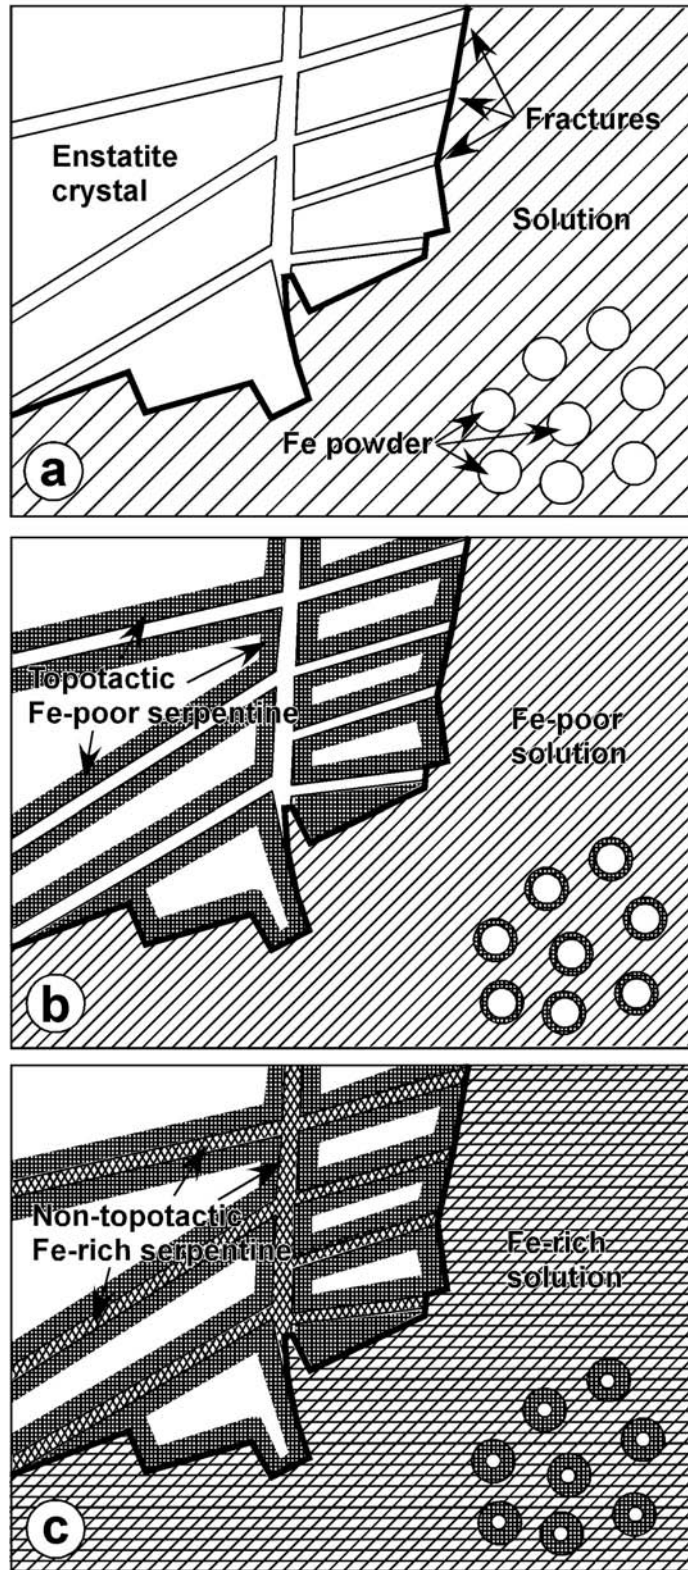 Fractures
Enstatite
crystal
Solution
Fe powder
a
Topotactic
Fe-poor serpentine
Fe-poor
solution
b
Non-topotactic
Fe-rich serpentine
Fe-rich
solution
c